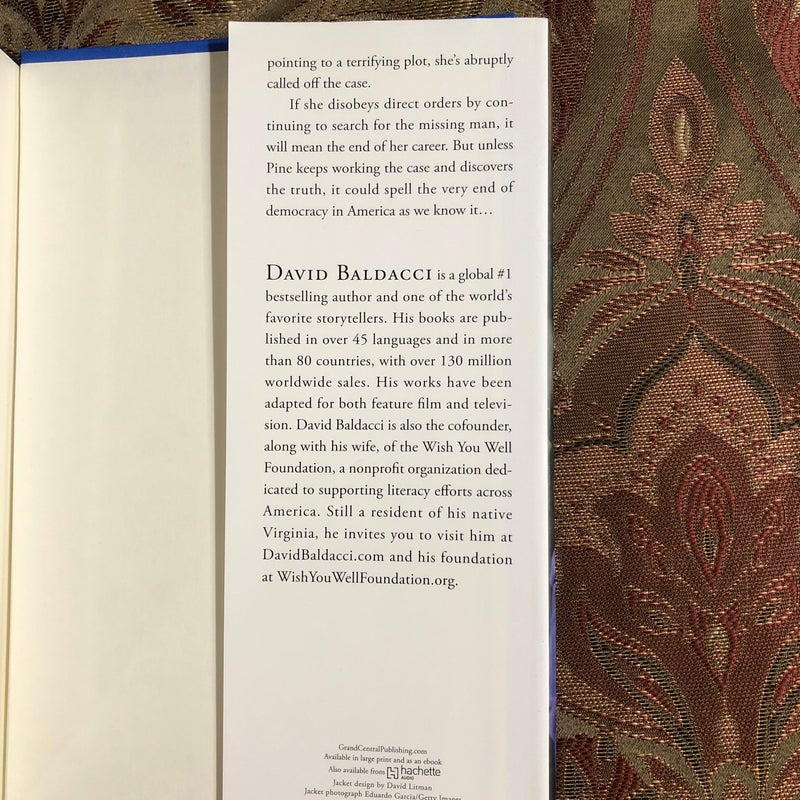 pointing to a terrifying plot, she's abruptly
called off the case.
If she disobeys direct orders by con-
tinuing to search for the missing man, it
will mean the end of her career. But unless
Pine keeps working the case and discovers
the truth, it could spell the very end of
democracy in America as we know it…
DAVID BALDACCI is a global #1
bestselling author and one of the world's
favorite storytellers. His books are pub-
lished in over 45 languages and in more
than 80 countries, with over 130 million
worldwide sales. His works have been
adapted for both feature film and televi-
sion. David Baldacci is also the cofounder,
along with his wife, of the Wish You Well
Foundation, a nonprofit organization ded-
icated to supporting literacy efforts across
America. Still a resident of his native
Virginia, he invites you to visit him at
DavidBaldacci.com and his foundation
at WishYouWellFoundation.org.
GrandCentralPublishing.com
Available in large print and as an ebook
Also available from hachette
AUDIO
Jacket design by David Litman
Jacket photograph Eduardo Garcia/Getty Images